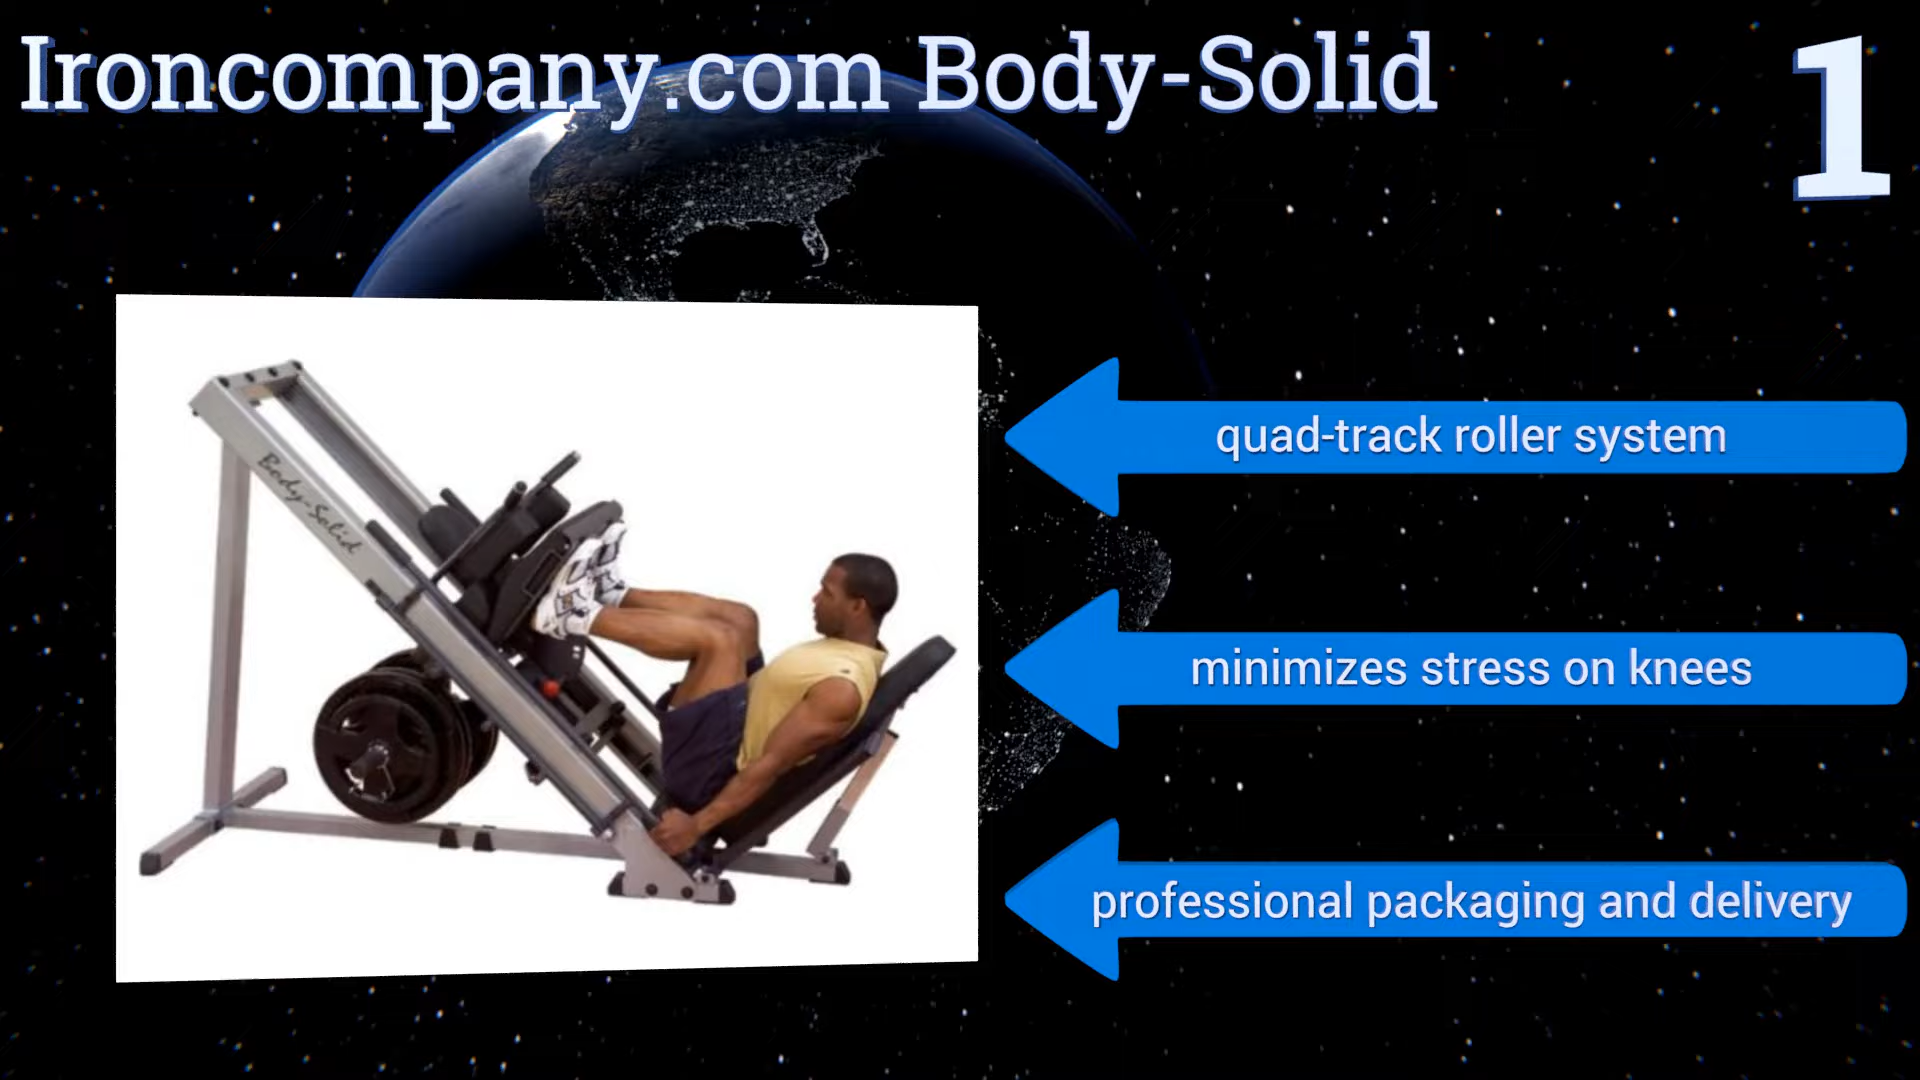 Ironcompany.com Body-Solid
1
Body-Solid
quad-track roller system
minimizes stress on knees
professional packaging and delivery